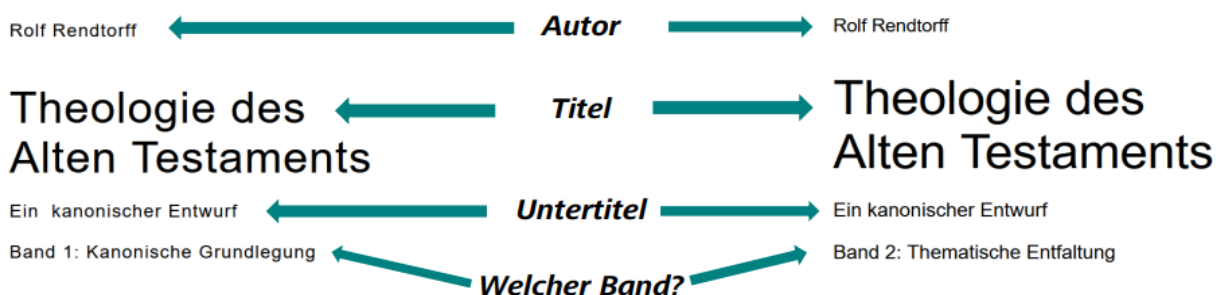 Rolf Rendtorff Autor Rolf Rendtorff
Theologie des Titel Theologie des
Alten Testaments Alten Testaments
Ein kanonischer Entwurf Untertitel Ein kanonischer Entwurf
Band 1: Kanonische Grundlegung Band 2: Thematische Entfaltung
Welcher Band?